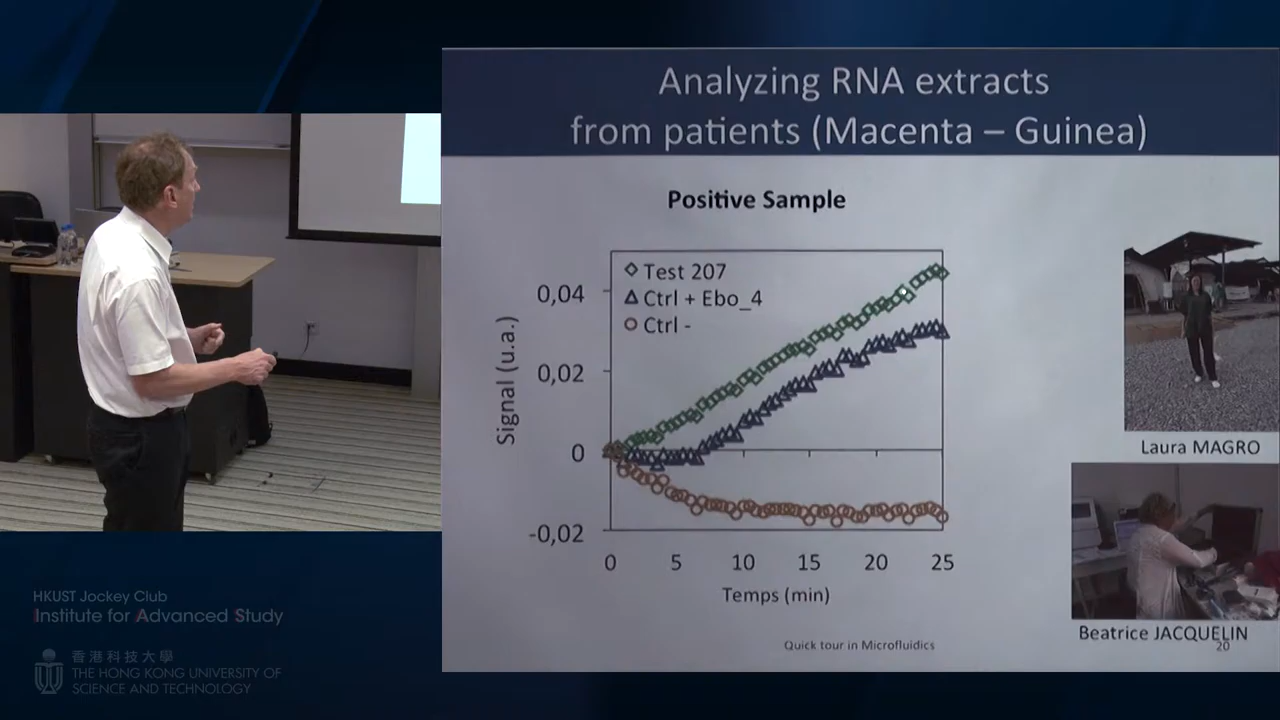 Analyzing RNA extracts
from patients (Macenta – Guinea)
Positive Sample
Test 207
Ctrl + Ebo_4
Ctrl -
0,04
0,02
0
-0,02
Signal (u.a.)
0 5 10 15 20 25
Temps (min)
Laura MAGRO
Beatrice JACQUELIN
Quick tour in Microfluidics
20
HKUST Jockey Club
Institute for Advanced Study
香港科技大學
THE HONG KONG UNIVERSITY OF
SCIENCE AND TECHNOLOGY